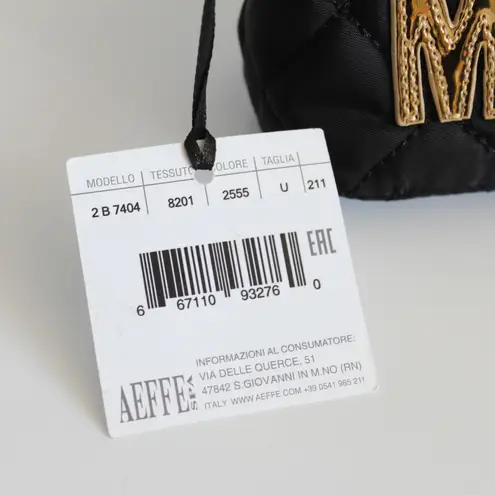 M
MODELLO TESSUTO COLORE TAGLIA
2 B 7404 8201 2555 U 211
EAC
6 67110 93276 0
INFORMAZIONI AL CONSUMATORE:
VIA DELLE QUERCE, 51
47842 S.GIOVANNI IN M.NO (RN)
ITALY WWW.AEFFE.COM +39 0541 965 211
AEFFE SPA